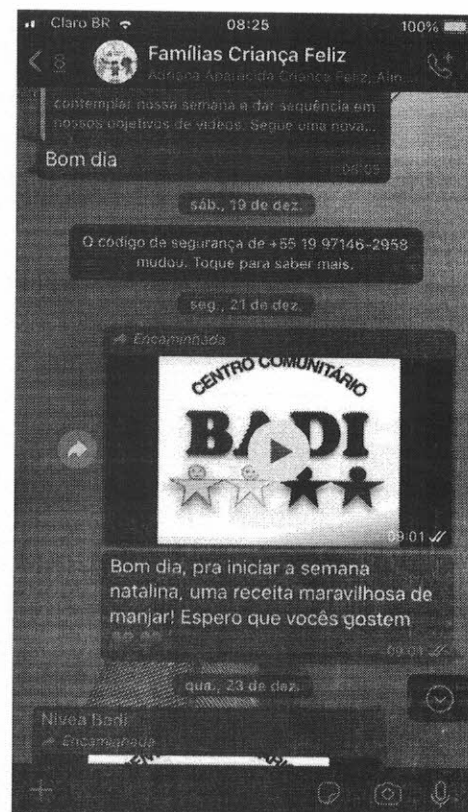 Claro BR 08:25 100%
8 Famílias Criança Feliz
Adriana Aparecida Criança Feliz, Alin...
contemplar nossa semana e dar sequência em
nossos objetivos de vídeos. Segue uma nova...
Bom dia
08:05
sáb., 19 de dez.
O código de segurança de +55 19 97146-2958
mudou. Toque para saber mais.
seg., 21 de dez.
Encaminhada
CENTRO COMUNITÁRIO
BADI
09:01
Bom dia, pra iniciar a semana
natalina, uma receita maravilhosa de
manjar! Espero que vocês gostem
09:01
qua., 23 de dez.
Nivea Badi
Encaminhada